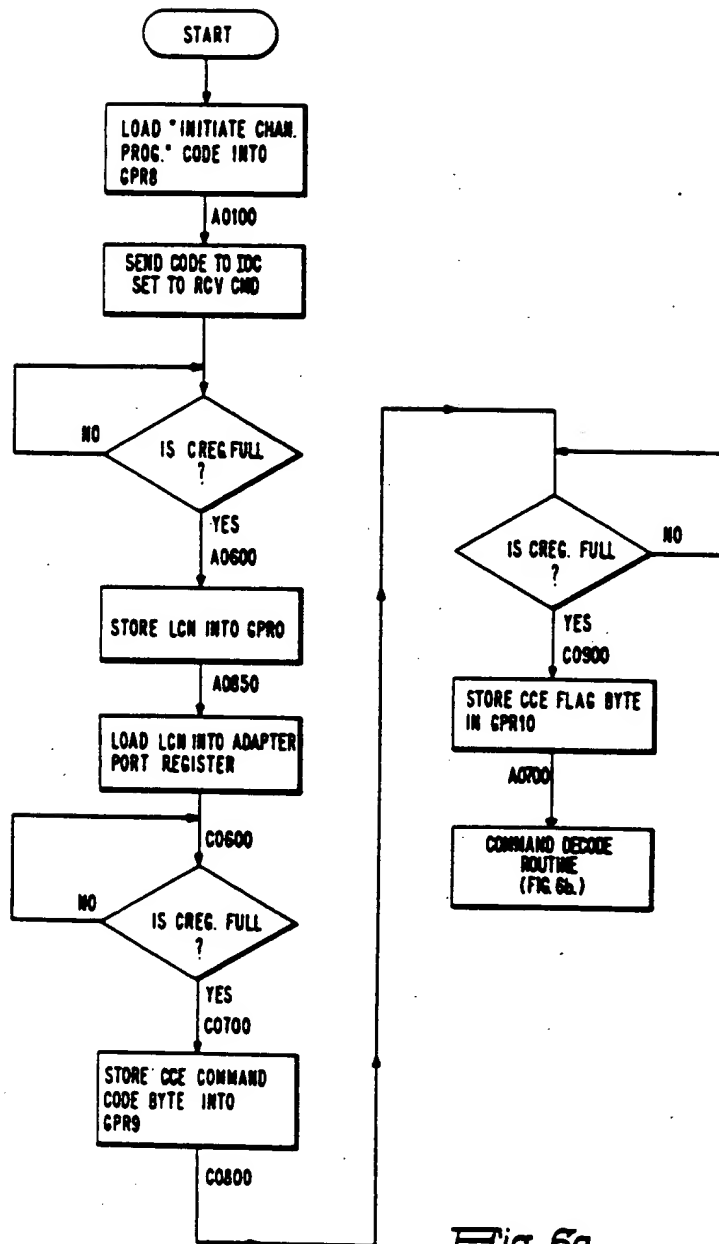 START
LOAD "INITIATE CHAN.
PROG." CODE INTO
GPR8
A0100
SEND CODE TO IDC
SET TO RCV CMD
NO
IS CREG. FULL
?
YES
A0600
STORE LCN INTO GPR0
A0850
LOAD LCN INTO ADAPTER
PORT REGISTER
C0600
NO
IS CREG. FULL
?
YES
C0700
STORE CCE COMMAND
CODE BYTE INTO
GPR9
C0800
NO
IS CREG. FULL
?
YES
C0900
STORE CCE FLAG BYTE
IN GPR10
A0700
COMMAND DECODE
ROUTINE
(FIG. 6b.)
Fig. 6a